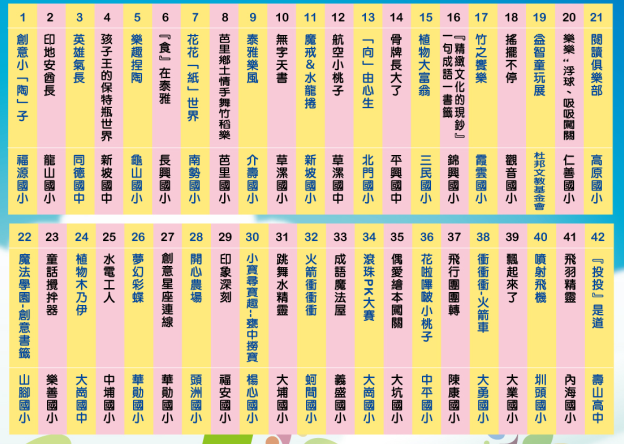 1 創意小「陶」子 福源國小
2 印地安酋長 龍山國小
3 英雄氣長 同德國中
4 孩子王的保特瓶世界 新坡國中
5 樂趣捏陶 龜山國小
6 『食』在泰雅 長興國小
7 花花「紙」世界 南勢國小
8 芭里鄉土情手舞竹稻樂 芭里國小
9 泰雅樂風 介壽國小
10 無字天書 草漯國小
11 魔戒&水龍捲 新坡國小
12 航空小桃子 草漯國中
13 「向」由心生 北門國小
14 骨牌長大了 平興國中
15 植物大富翁 三民國小
16 『精緻文化的現鈔』一句成語一書籤 錦興國小
17 竹之饗樂 霞雲國小
18 搖擺不停 觀音國小
19 益智童玩展 杜邦文教基金會
20 樂樂：浮球、吸吸闖關 仁善國小
21 閱讀俱樂部 高原國小
22 魔法學園-創意書籤 山腳國小
23 童話攪拌器 樂善國小
24 植物木乃伊 大崗國中
25 水電工人 中埔國小
26 夢幻彩蝶 華勛國小
27 創意星座連線 華勛國小
28 開心農場 頭洲國小
29 印象深刻 福安國小
30 小寶尋寶趣-甕中撈寶 楊心國小
31 跳舞水精靈 大埔國小
32 火箭衝衝衝 蚵間國小
33 成語魔法屋 義盛國小
34 滾珠PK大賽 大崗國小
35 偶愛繪本闖關 大坑國小
36 花啦嗶啵小桃子 中平國小
37 飛行團團轉 陳康國小
38 衝衝衝-火箭車 大勇國小
39 飄起來了 大業國小
40 噴射飛機 圳頭國小
41 飛羽精靈 內海國小
42 『投投』是道 壽山高中